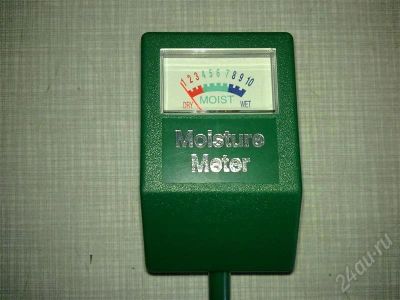 1 2 3 4 5 6 7 8 9 10
DRY MOIST WET
Moisture
Meter
24au.ru